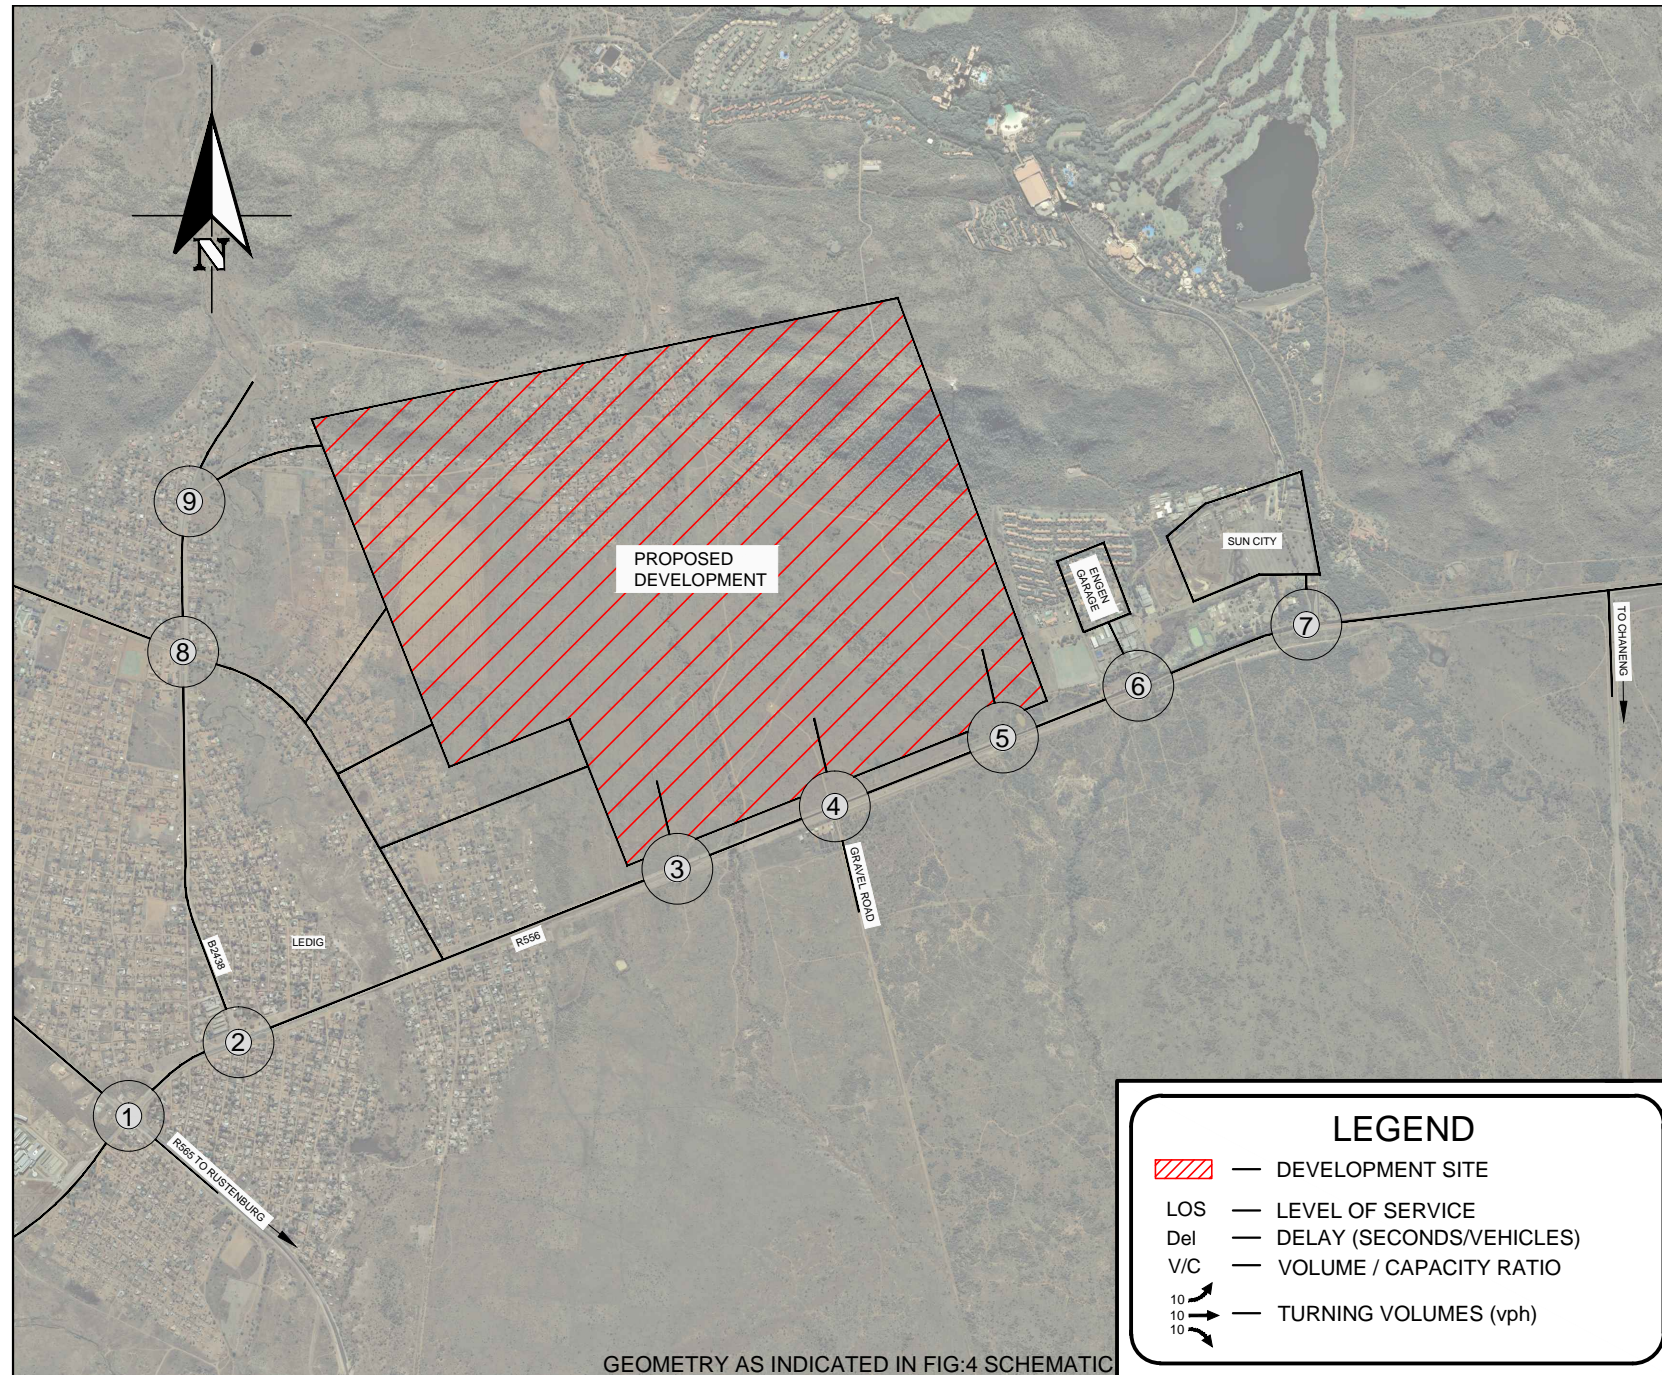 N
9
PROPOSED
DEVELOPMENT
SUN CITY
ENGEN
GARAGE
7
TO CHANENG
8
6
5
4
GRAVEL ROAD
3
R556
LEDIG
B2438
2
1
R565 TO RUSTENBURG
LEGEND
— DEVELOPMENT SITE
LOS — LEVEL OF SERVICE
Del — DELAY (SECONDS/VEHICLES)
V/C — VOLUME / CAPACITY RATIO
10
10 — TURNING VOLUMES (vph)
10
GEOMETRY AS INDICATED IN FIG:4 SCHEMATIC